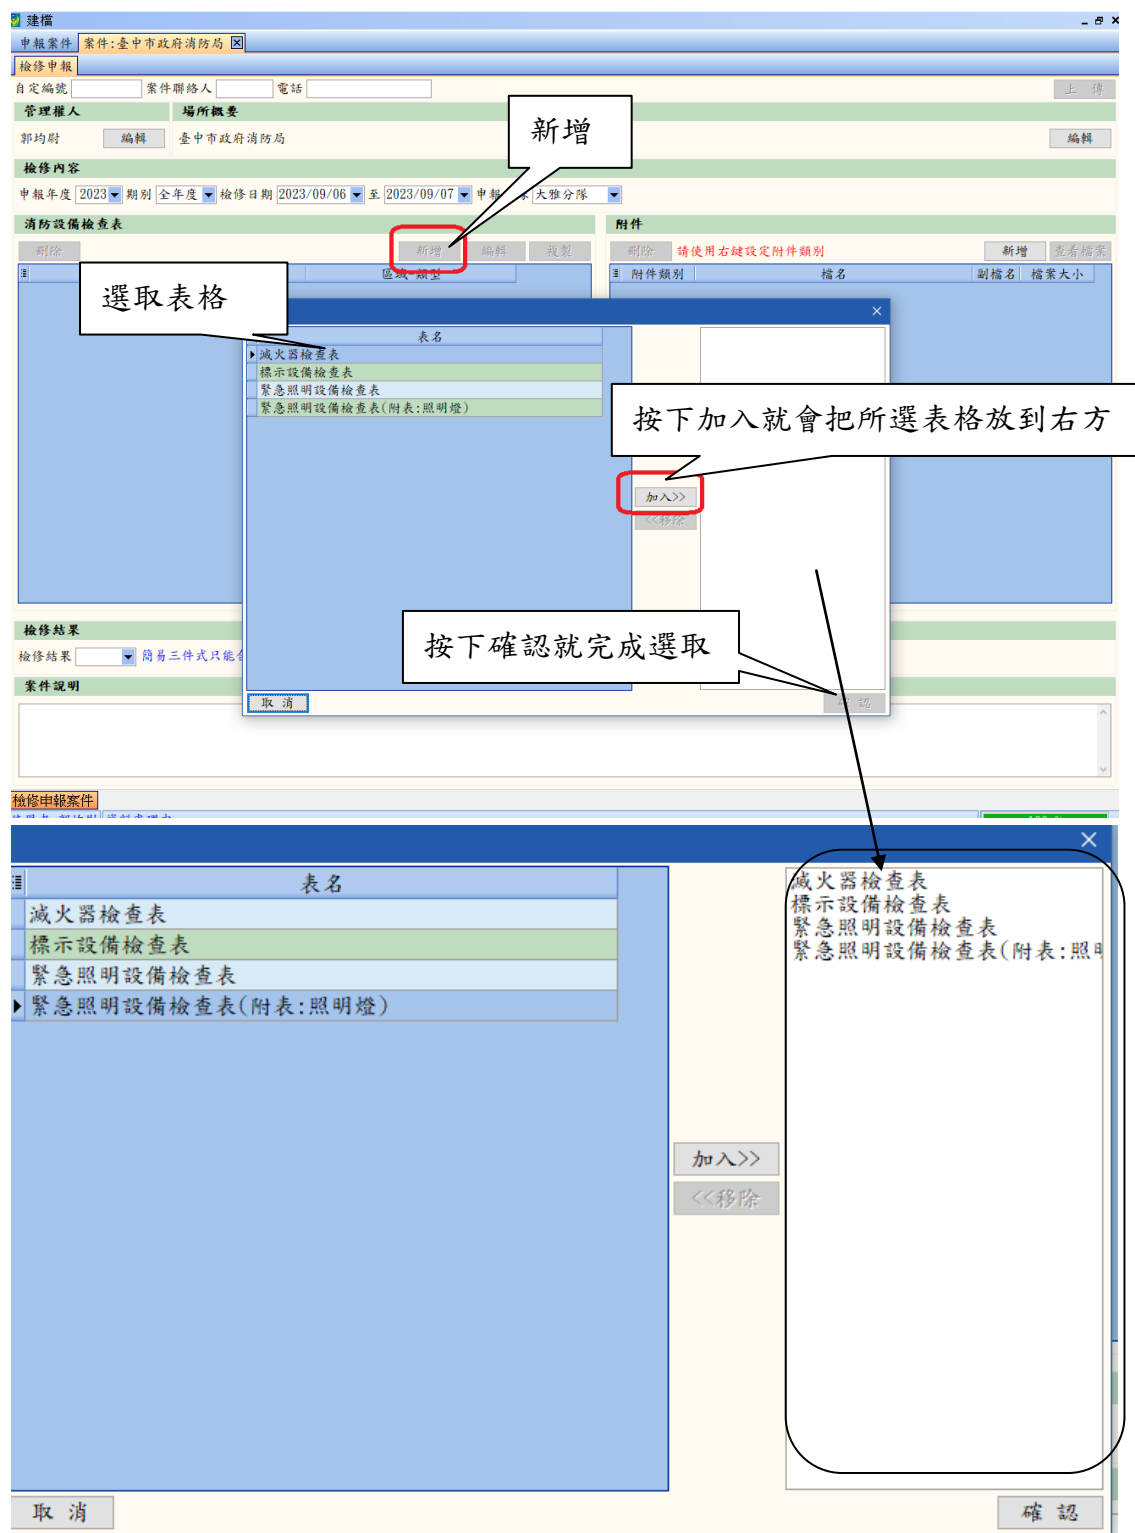 建檔
申報案件 案件:臺中市政府消防局
檢修申報
自定編號 案件聯絡人 電話 上 傳
管理權人 場所概要
郭均尉 編輯 臺中市政府消防局 編輯
新增
檢修內容
申報年度 2023 期別 全年度 檢修日期 2023/09/06 至 2023/09/07 申報 大雅分隊
消防設備檢查表 附件
刪除 新增 編輯 複製 刪除 請使用右鍵設定附件類別 新增 查看檔案
區域 類型 附件類別 檔名 副檔名 檔案大小
選取表格
表名
滅火器檢查表
標示設備檢查表
緊急照明設備檢查表
緊急照明設備檢查表(附表:照明燈)
按下加入就會把所選表格放到右方
加入>>
<<移除
按下確認就完成選取
檢修結果
檢修結果 簡易三件式只能
案件說明
取 消 確 認
檢修申報案件
表名
滅火器檢查表
標示設備檢查表
緊急照明設備檢查表
緊急照明設備檢查表(附表:照明燈)
滅火器檢查表
標示設備檢查表
緊急照明設備檢查表
緊急照明設備檢查表(附表:照明
加入>>
<<移除
取 消 確 認